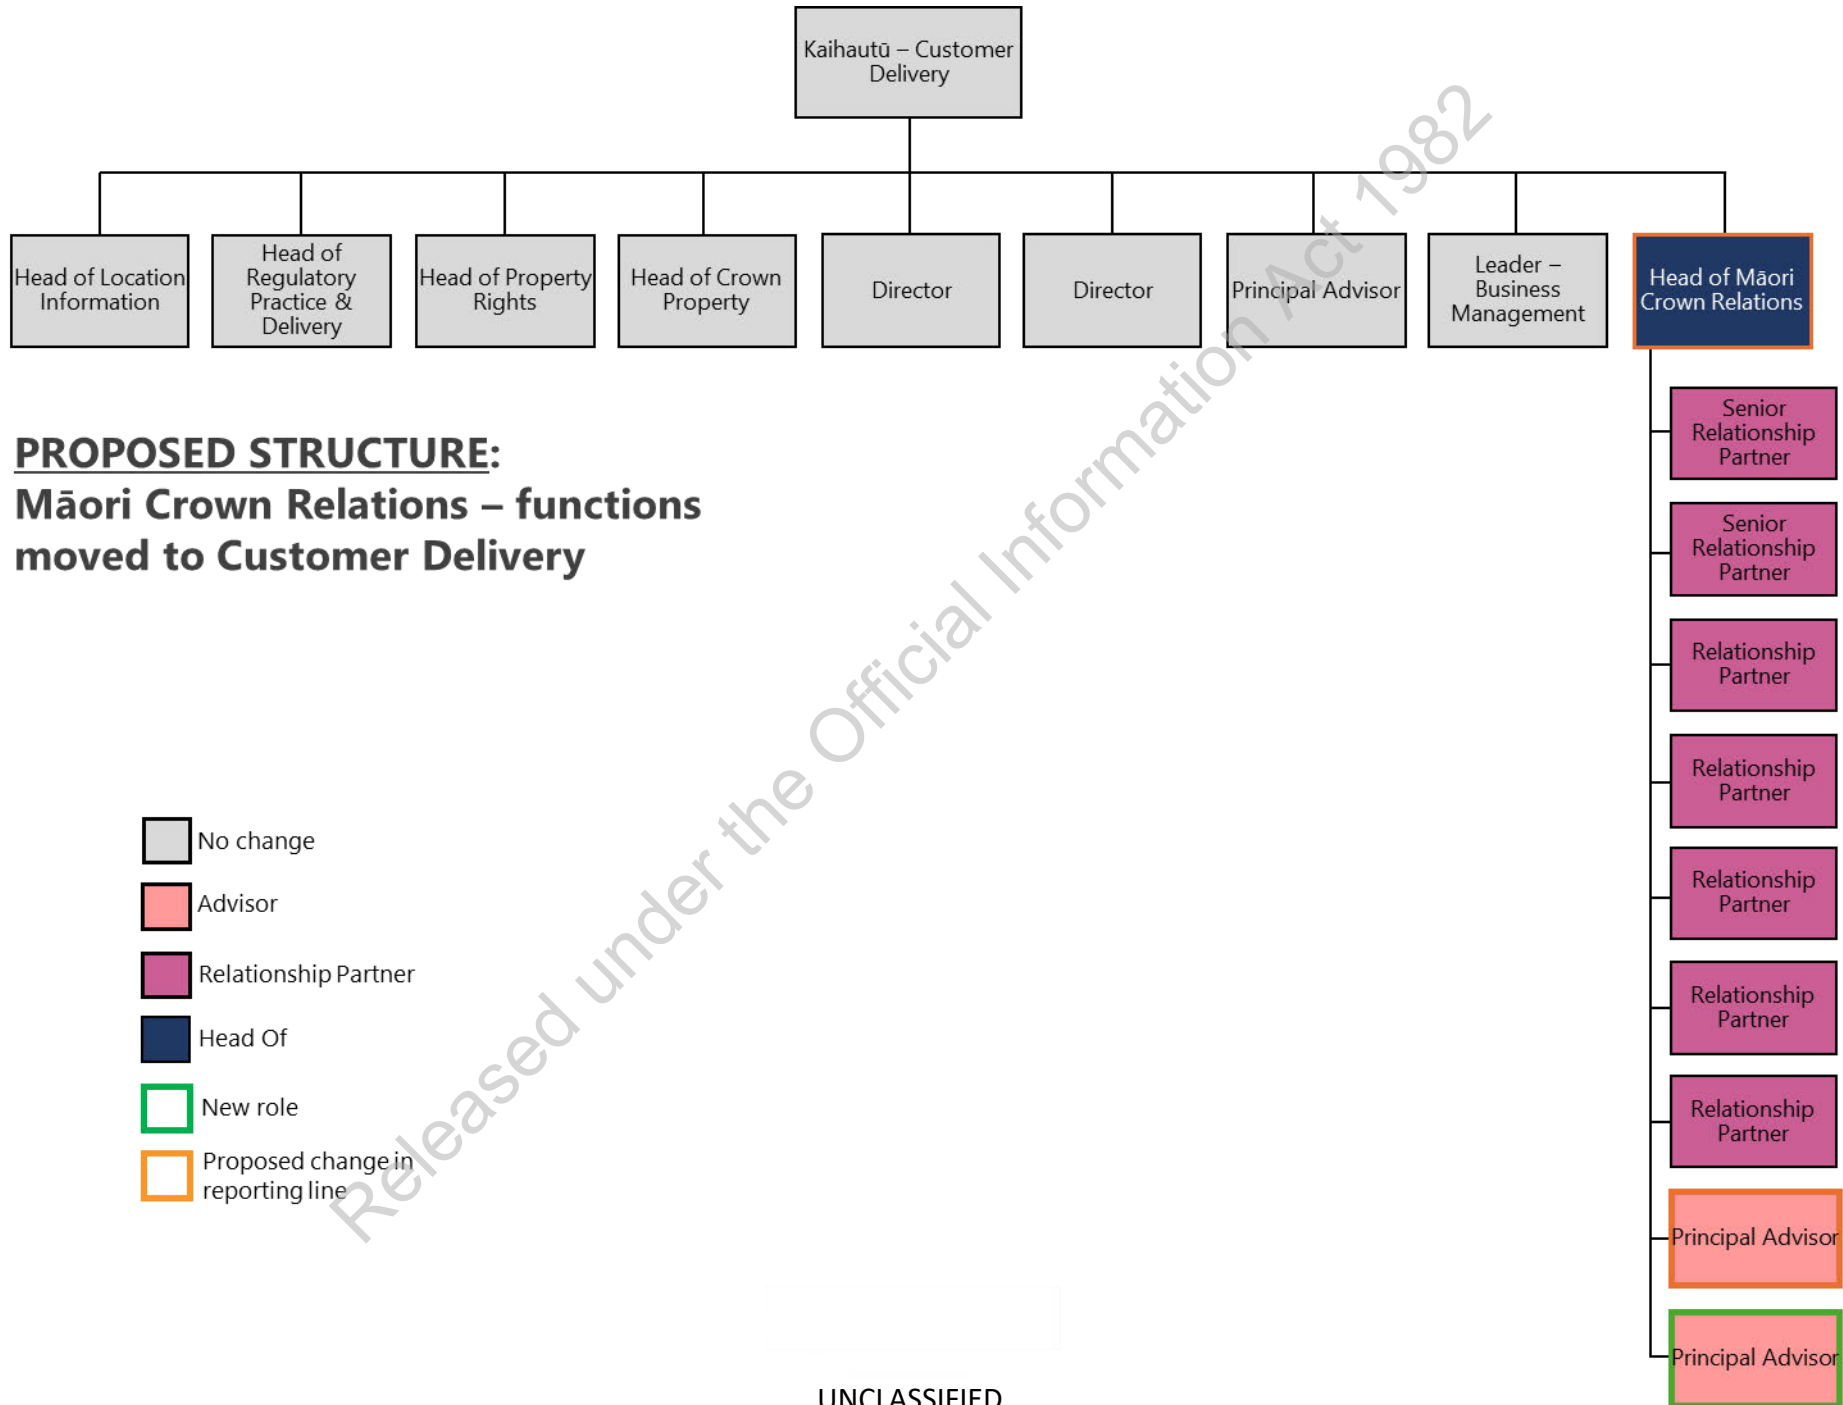 Kaihautū – Customer
Delivery
Head of Location
Information
Head of
Regulatory
Practice &
Delivery
Head of Property
Rights
Head of Crown
Property
Director
Director
Principal Advisor
Leader –
Business
Management
Head of Māori
Crown Relations
Senior
Relationship
Partner
Senior
Relationship
Partner
Relationship
Partner
Relationship
Partner
Relationship
Partner
Relationship
Partner
Relationship
Partner
Principal Advisor
Principal Advisor
PROPOSED STRUCTURE:
Māori Crown Relations – functions
moved to Customer Delivery
No change
Advisor
Relationship Partner
Head Of
New role
Proposed change in
reporting line
Released under the Official Information Act 1982
UNCLASSIFIED